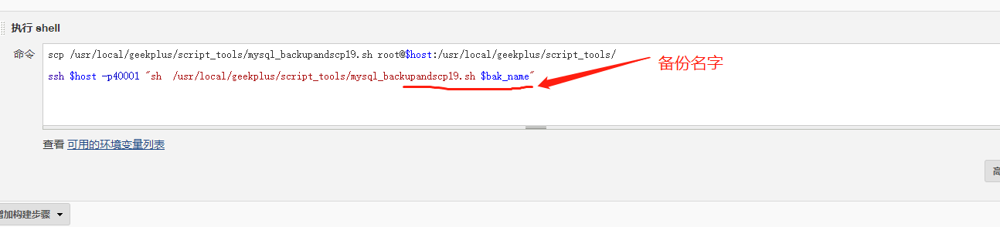 执行 shell
命令
scp /usr/local/geekplus/script_tools/mysql_backupandscp19.sh root@$host:/usr/local/geekplus/script_tools/
ssh $host -p40001 "sh  /usr/local/geekplus/script_tools/mysql_backupandscp19.sh $bak_name"
备份名字
查看 可用的环境变量列表
高
增加构建步骤